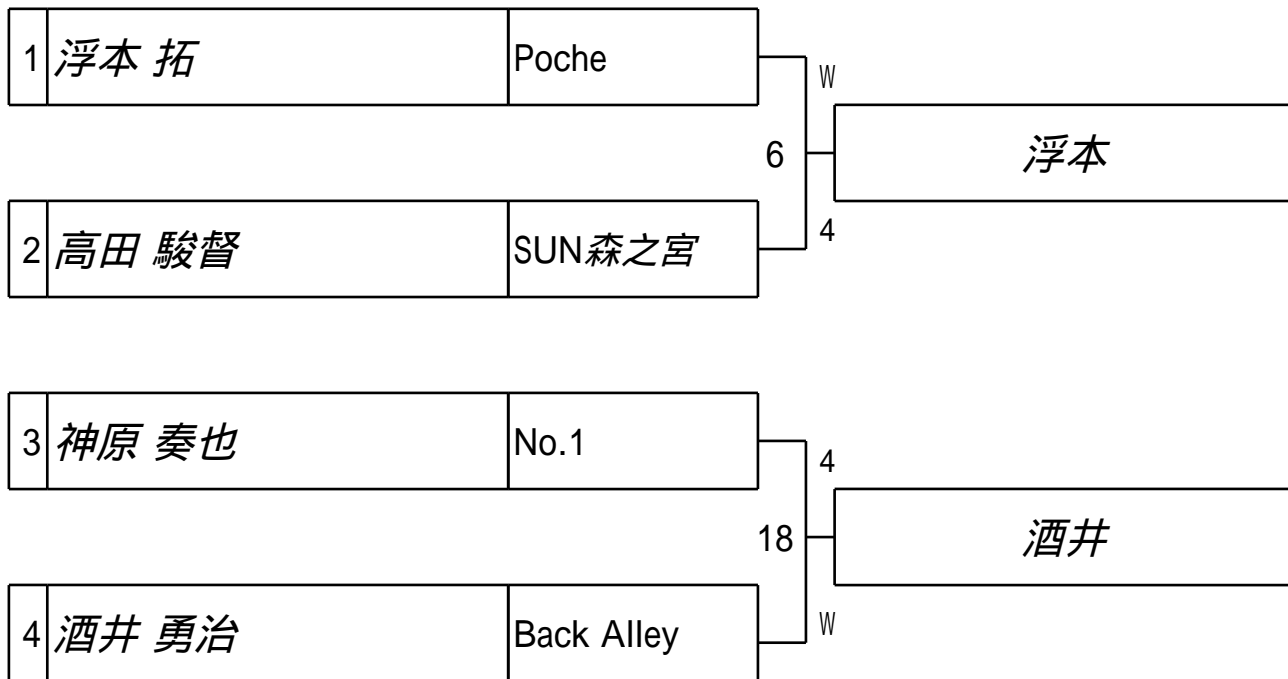 1 浮本 拓 Poche
W
6 浮本
2 高田 駿督 SUN森之宮
4
3 神原 奏也 No.1
4
18 酒井
4 酒井 勇治 Back Alley
W